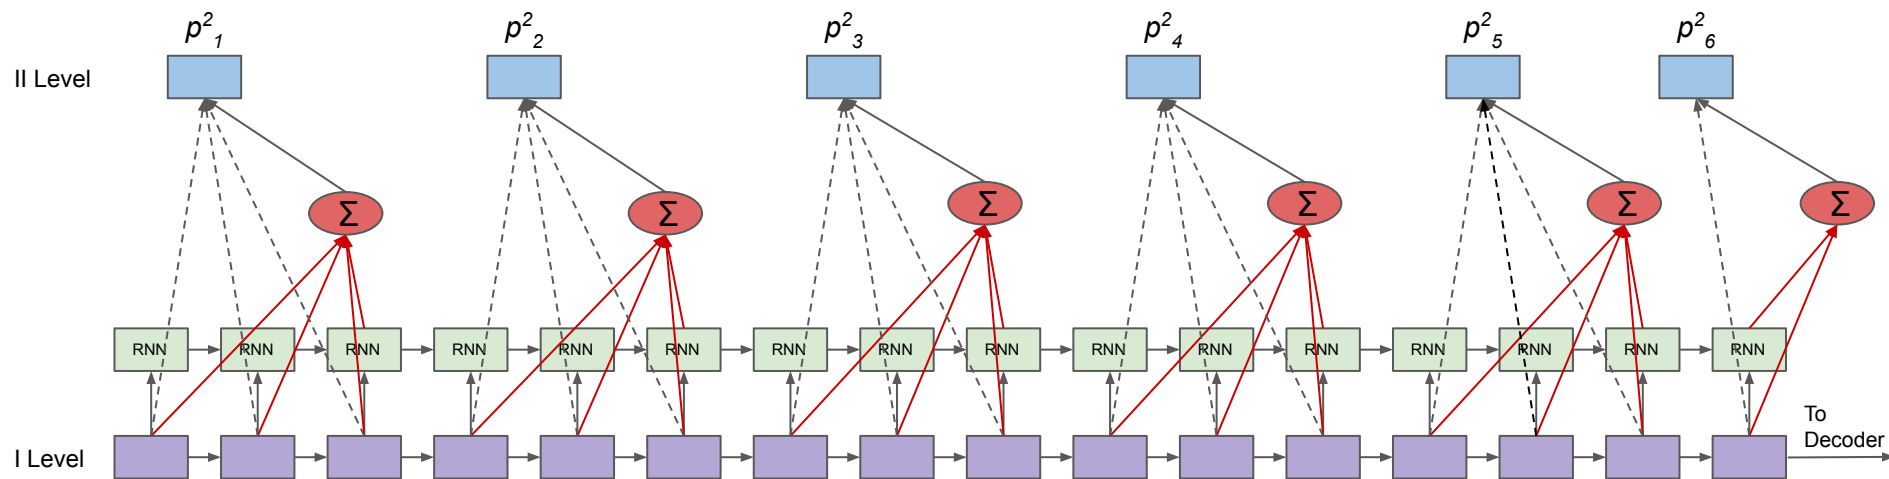 p²₁ p²₂ p²₃ p²₄ p²₅ p²₆
II Level
Σ Σ Σ Σ Σ Σ
RNN RNN RNN RNN RNN RNN RNN RNN RNN RNN RNN RNN RNN RNN RNN RNN
To
Decoder
I Level